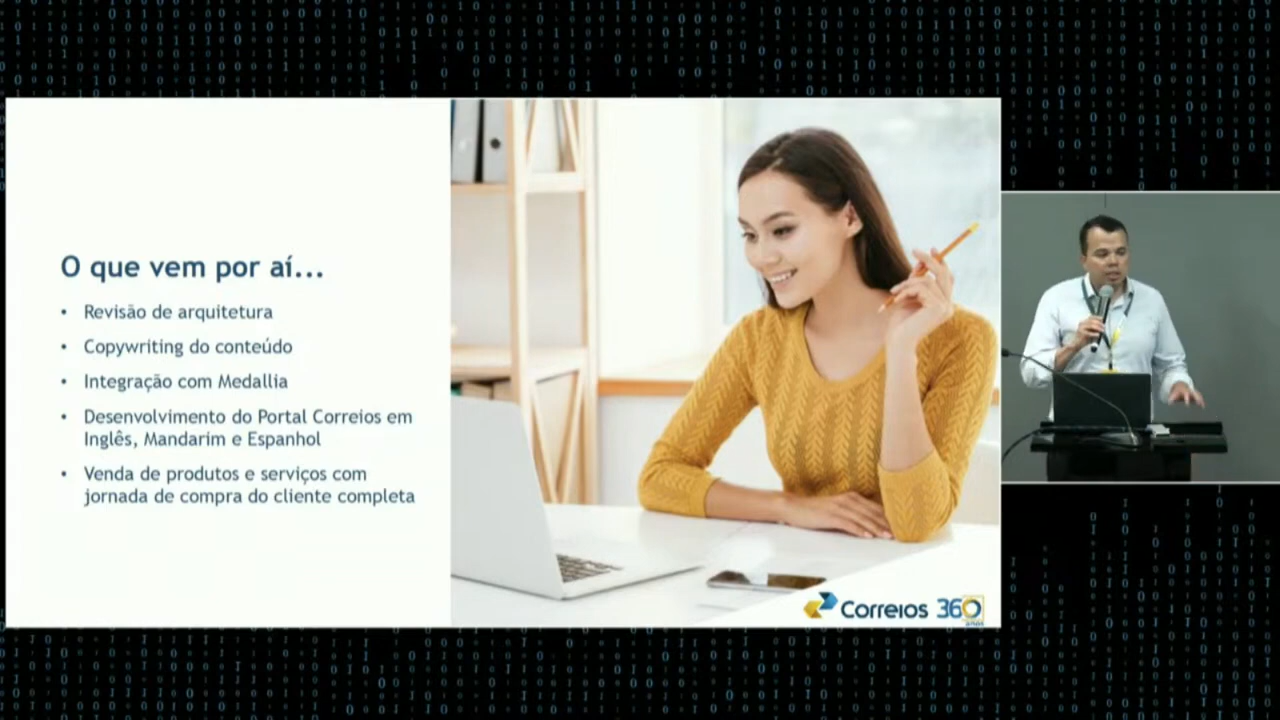 O que vem por aí...
• Revisão de arquitetura
• Copywriting do conteúdo
• Integração com Medallia
• Desenvolvimento do Portal Correios em
Inglês, Mandarim e Espanhol
• Venda de produtos e serviços com
jornada de compra do cliente completa
Correios 360
anos